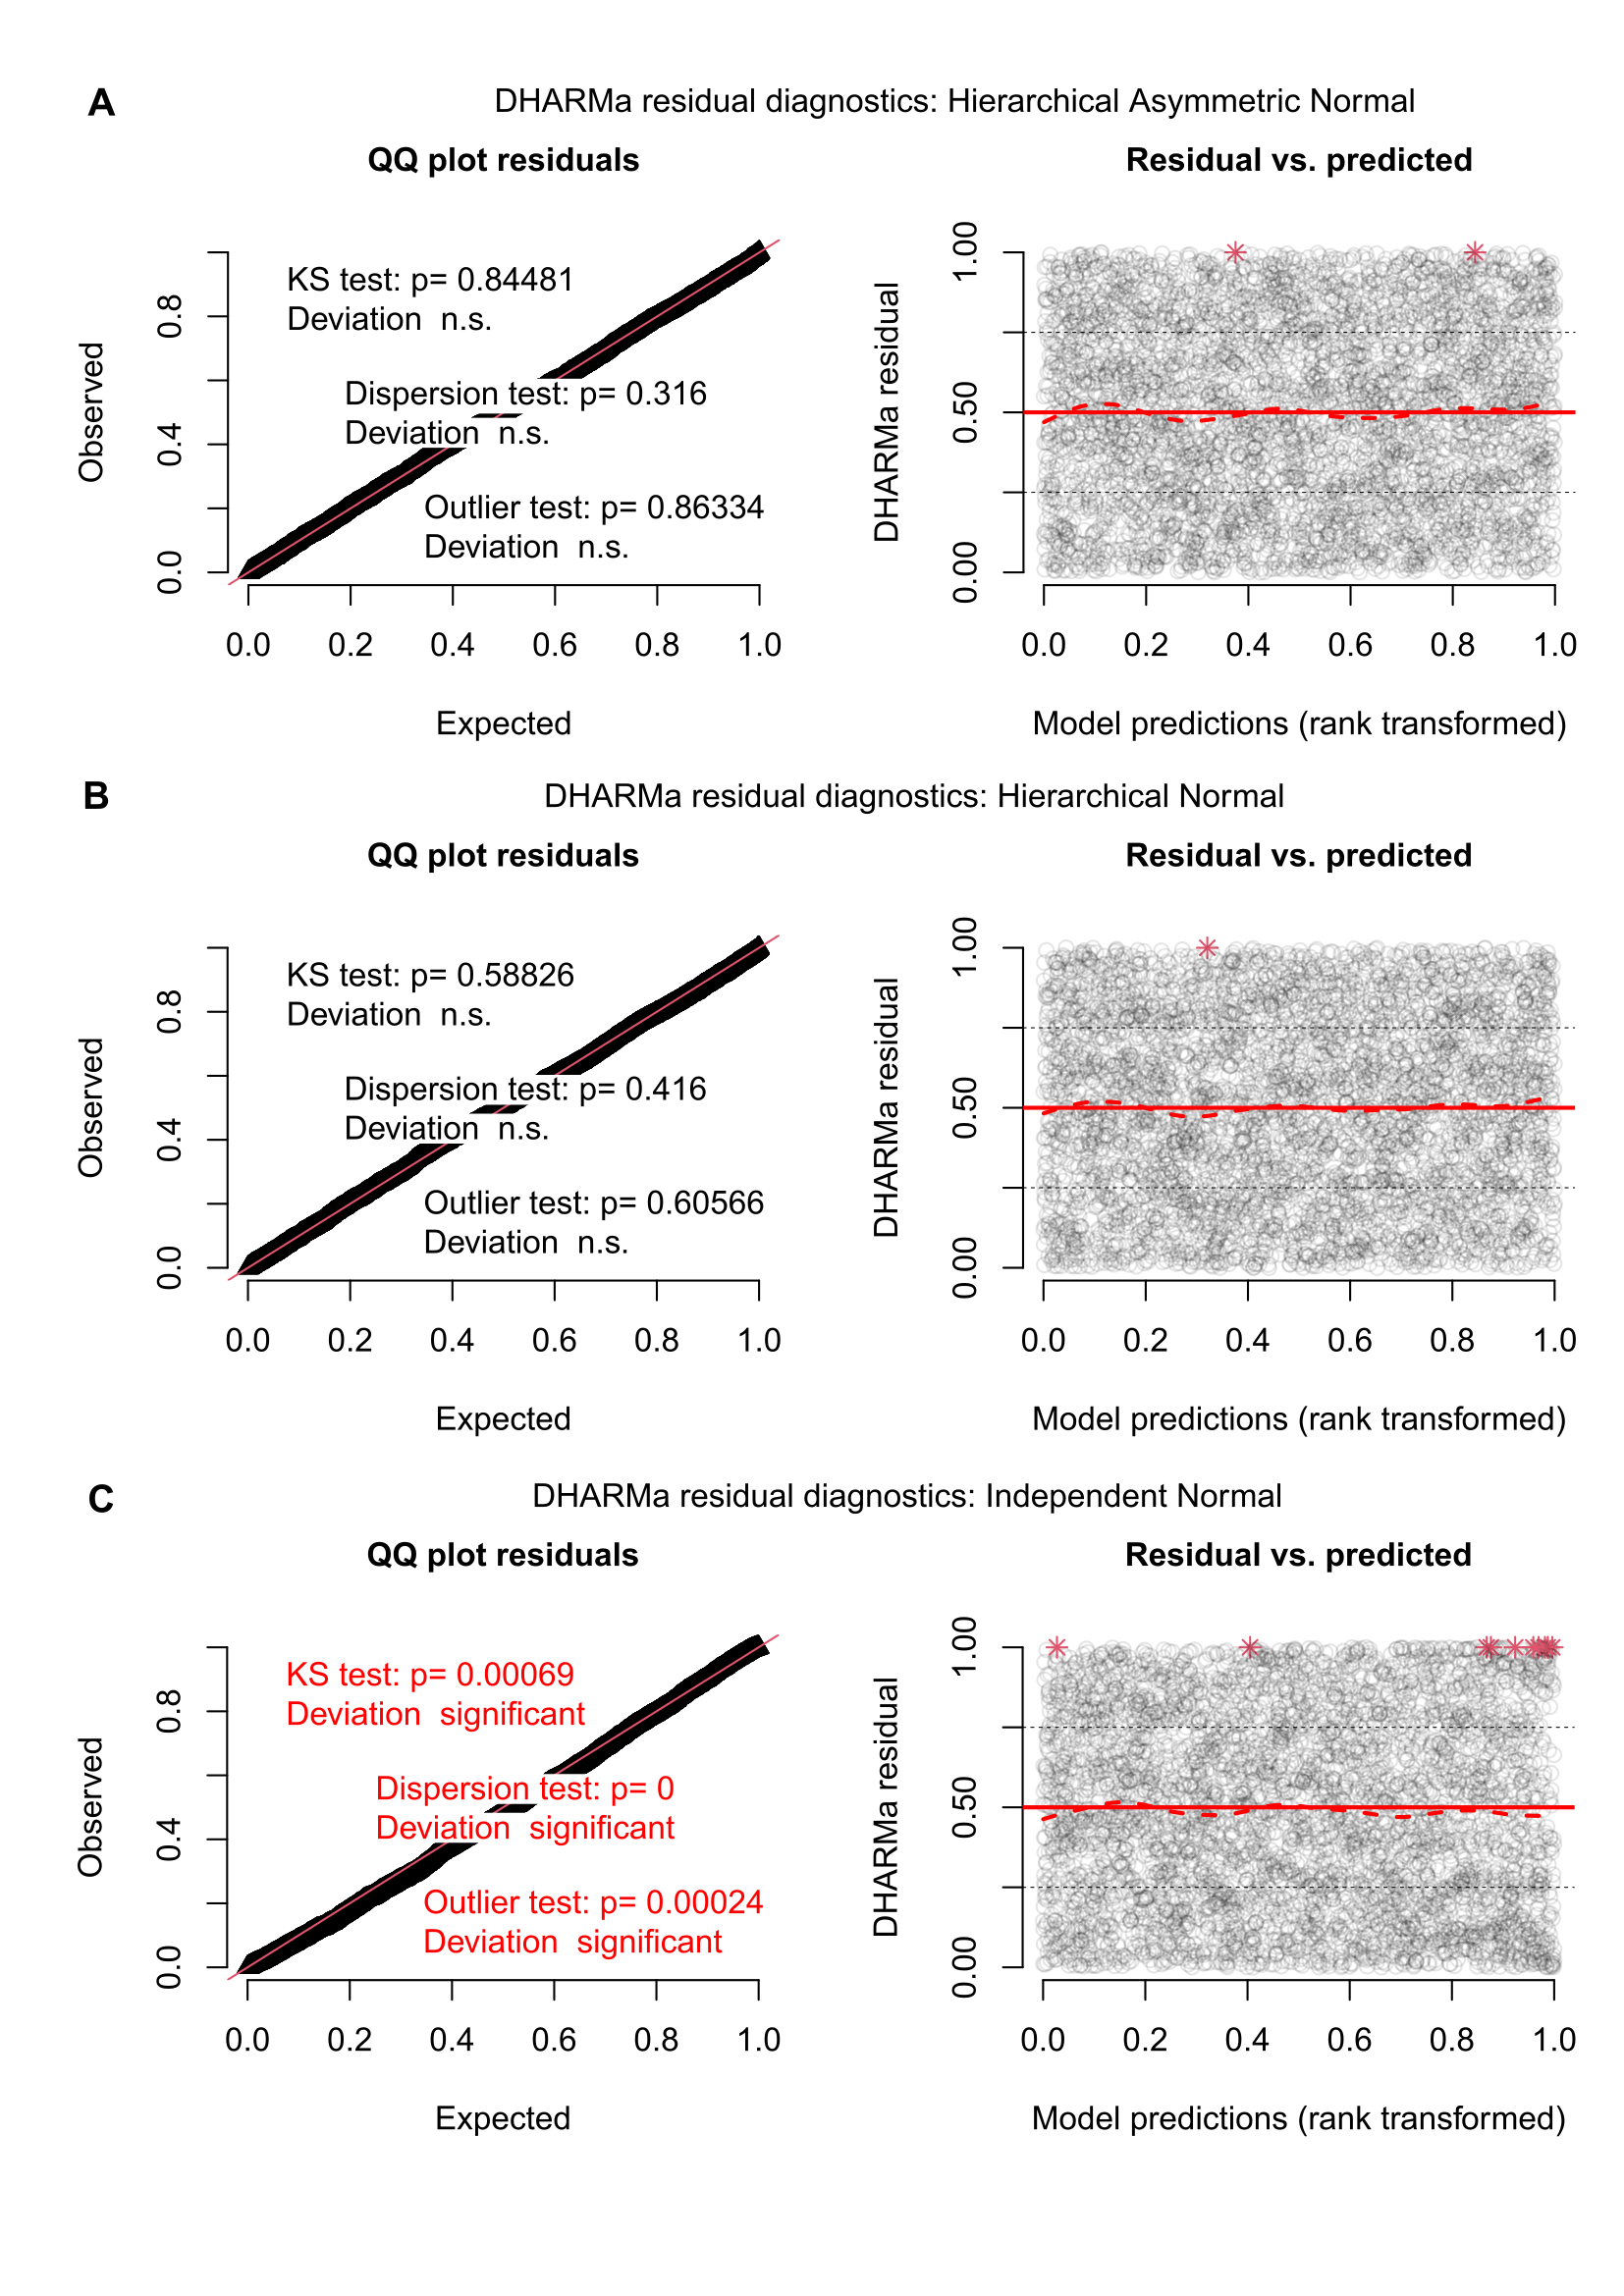 A
DHARMa residual diagnostics: Hierarchical Asymmetric Normal
QQ plot residuals
KS test: p= 0.84481
Deviation n.s.
Dispersion test: p= 0.316
Deviation n.s.
Outlier test: p= 0.86334
Deviation n.s.
Observed
0.0 0.4 0.8
0.0 0.2 0.4 0.6 0.8 1.0
Expected
Residual vs. predicted
DHARMa residual
0.00 0.50 1.00
0.0 0.2 0.4 0.6 0.8 1.0
Model predictions (rank transformed)
B
DHARMa residual diagnostics: Hierarchical Normal
QQ plot residuals
KS test: p= 0.58826
Deviation n.s.
Dispersion test: p= 0.416
Deviation n.s.
Outlier test: p= 0.60566
Deviation n.s.
Observed
0.0 0.4 0.8
0.0 0.2 0.4 0.6 0.8 1.0
Expected
Residual vs. predicted
DHARMa residual
0.00 0.50 1.00
0.0 0.2 0.4 0.6 0.8 1.0
Model predictions (rank transformed)
C
DHARMa residual diagnostics: Independent Normal
QQ plot residuals
KS test: p= 0.00069
Deviation significant
Dispersion test: p= 0
Deviation significant
Outlier test: p= 0.00024
Deviation significant
Observed
0.0 0.4 0.8
0.0 0.2 0.4 0.6 0.8 1.0
Expected
Residual vs. predicted
DHARMa residual
0.00 0.50 1.00
0.0 0.2 0.4 0.6 0.8 1.0
Model predictions (rank transformed)